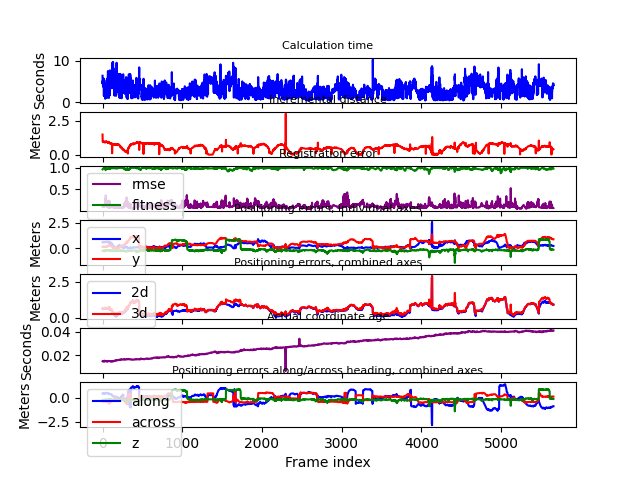 Calculation time
10
0
Seconds
Incremental distance
2.5
0.0
Meters
Registration error
1.0
0.5
rmse
fitness
Positioning errors, individual axes
2.5
0.0
Meters
x
y
Positioning errors, combined axes
2.5
0.0
Meters
2d
3d
Actual coordinate age
0.04
0.02
Seconds
Positioning errors along/across heading, combined axes
0.0
−2.5
Meters
along
across
z
0 1000 2000 3000 4000 5000
Frame index